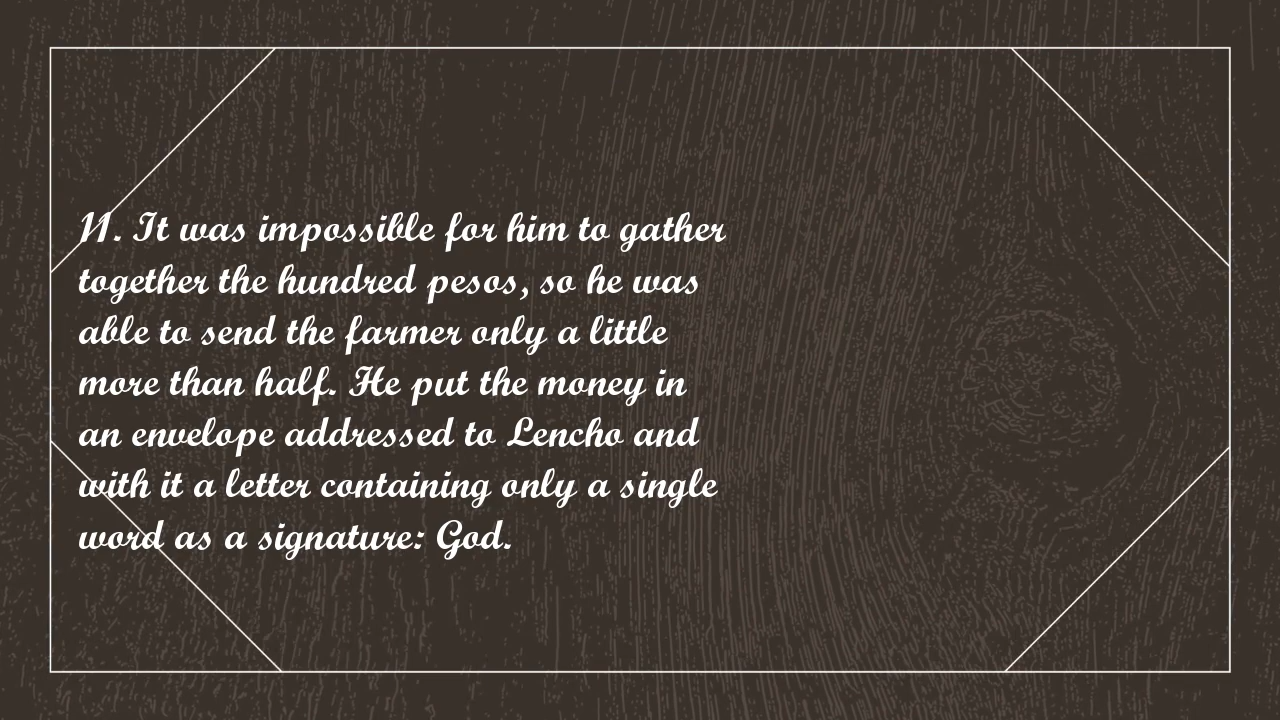 11. It was impossible for him to gather
together the hundred pesos, so he was
able to send the farmer only a little
more than half. He put the money in
an envelope addressed to Lencho and
with it a letter containing only a single
word as a signature: God.